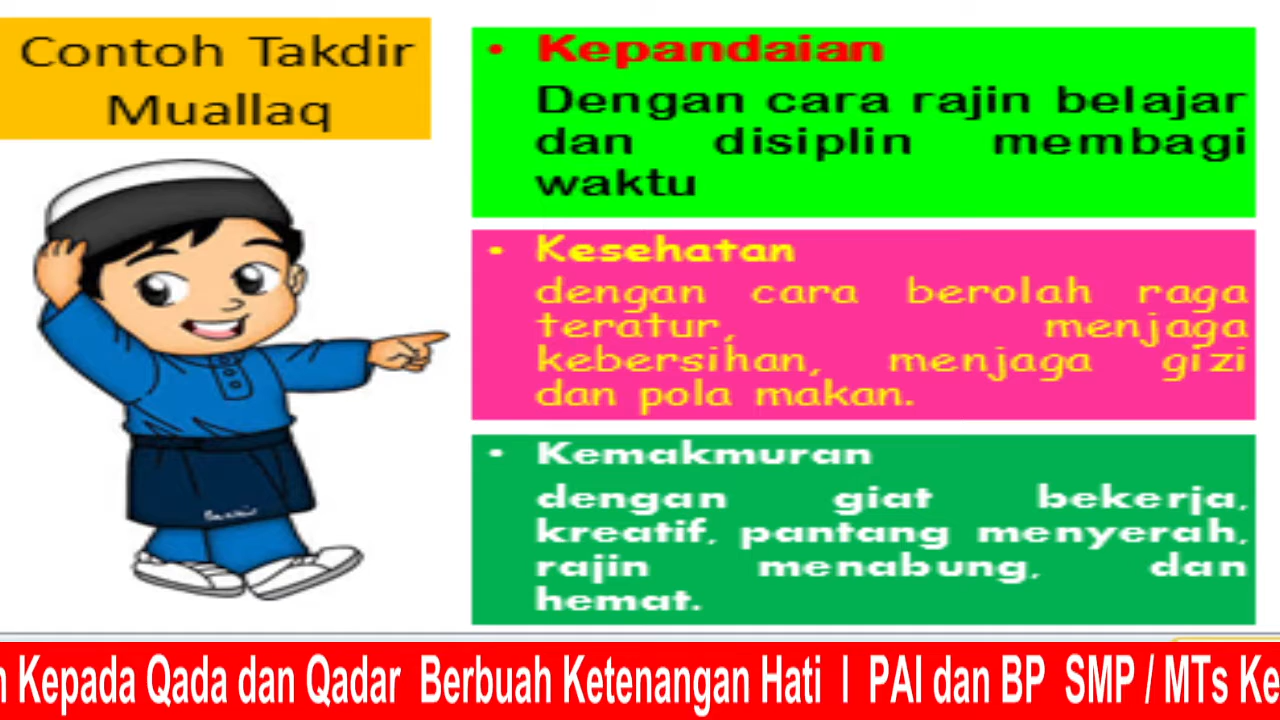 Contoh Takdir
Muallaq
• Kepandaian
Dengan cara rajin belajar
dan disiplin membagi
waktu
• Kesehatan
dengan cara berolah raga
teratur, menjaga
kebersihan, menjaga gizi
dan pola makan.
• Kemakmuran
dengan giat bekerja,
kreatif, pantang menyerah,
rajin menabung, dan
hemat.
Kepada Qada dan Qadar Berbuah Ketenangan Hati I PAI dan BP SMP / MTs